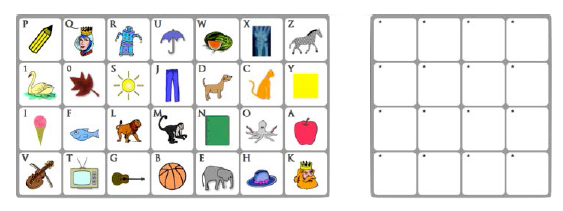 P Q R U W X Z
1 0 S J D C Y
I F L M N O A
V T G B E H K
* * * *
* * * *
* * * *
* * * *